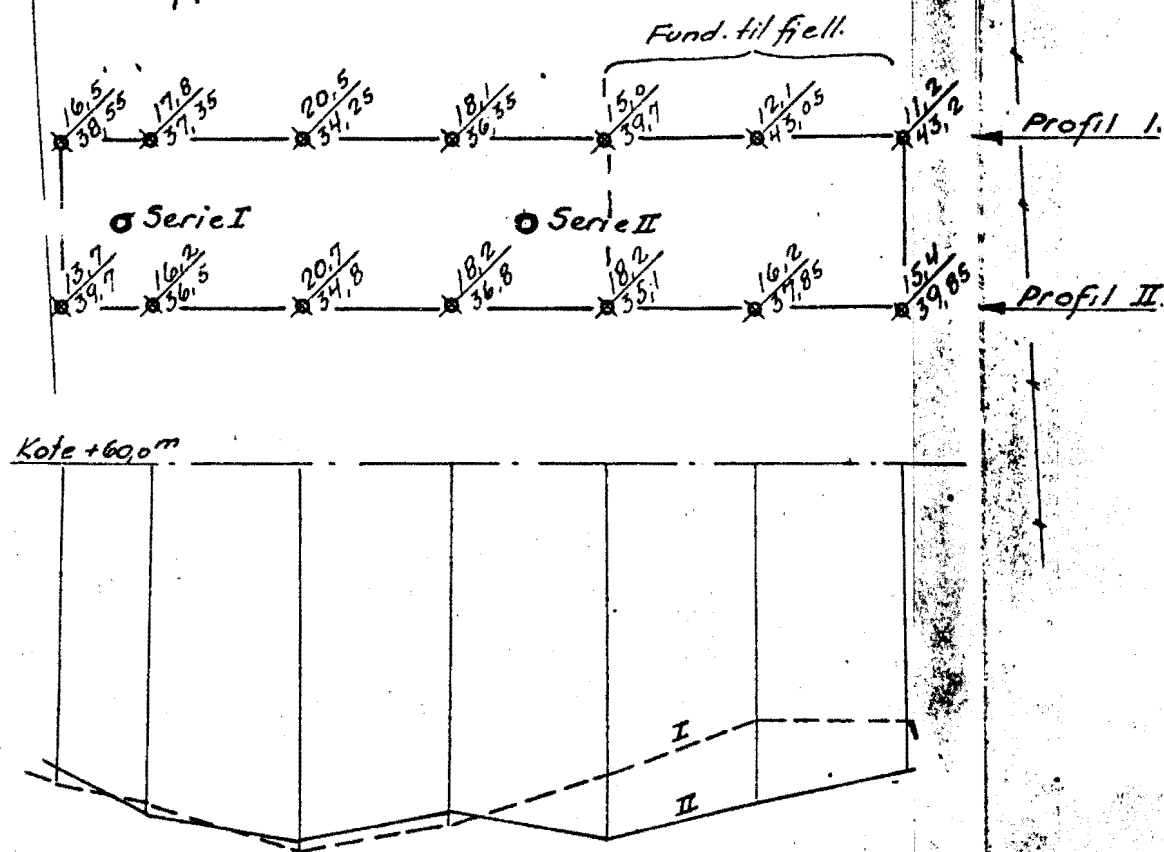 Fund. til fjell.
16,5 17,8 20,5 18,1 15,0 12,1 11,2
38,55 37,35 34,25 36,35 39,7 43,05 43,2
Profil I.
Serie I Serie II
13,7 16,2 20,7 18,2 18,2 16,2 15,4
39,7 36,5 34,8 36,8 35,1 37,85 39,85
Profil II.
Kote +60,0 m
I
II